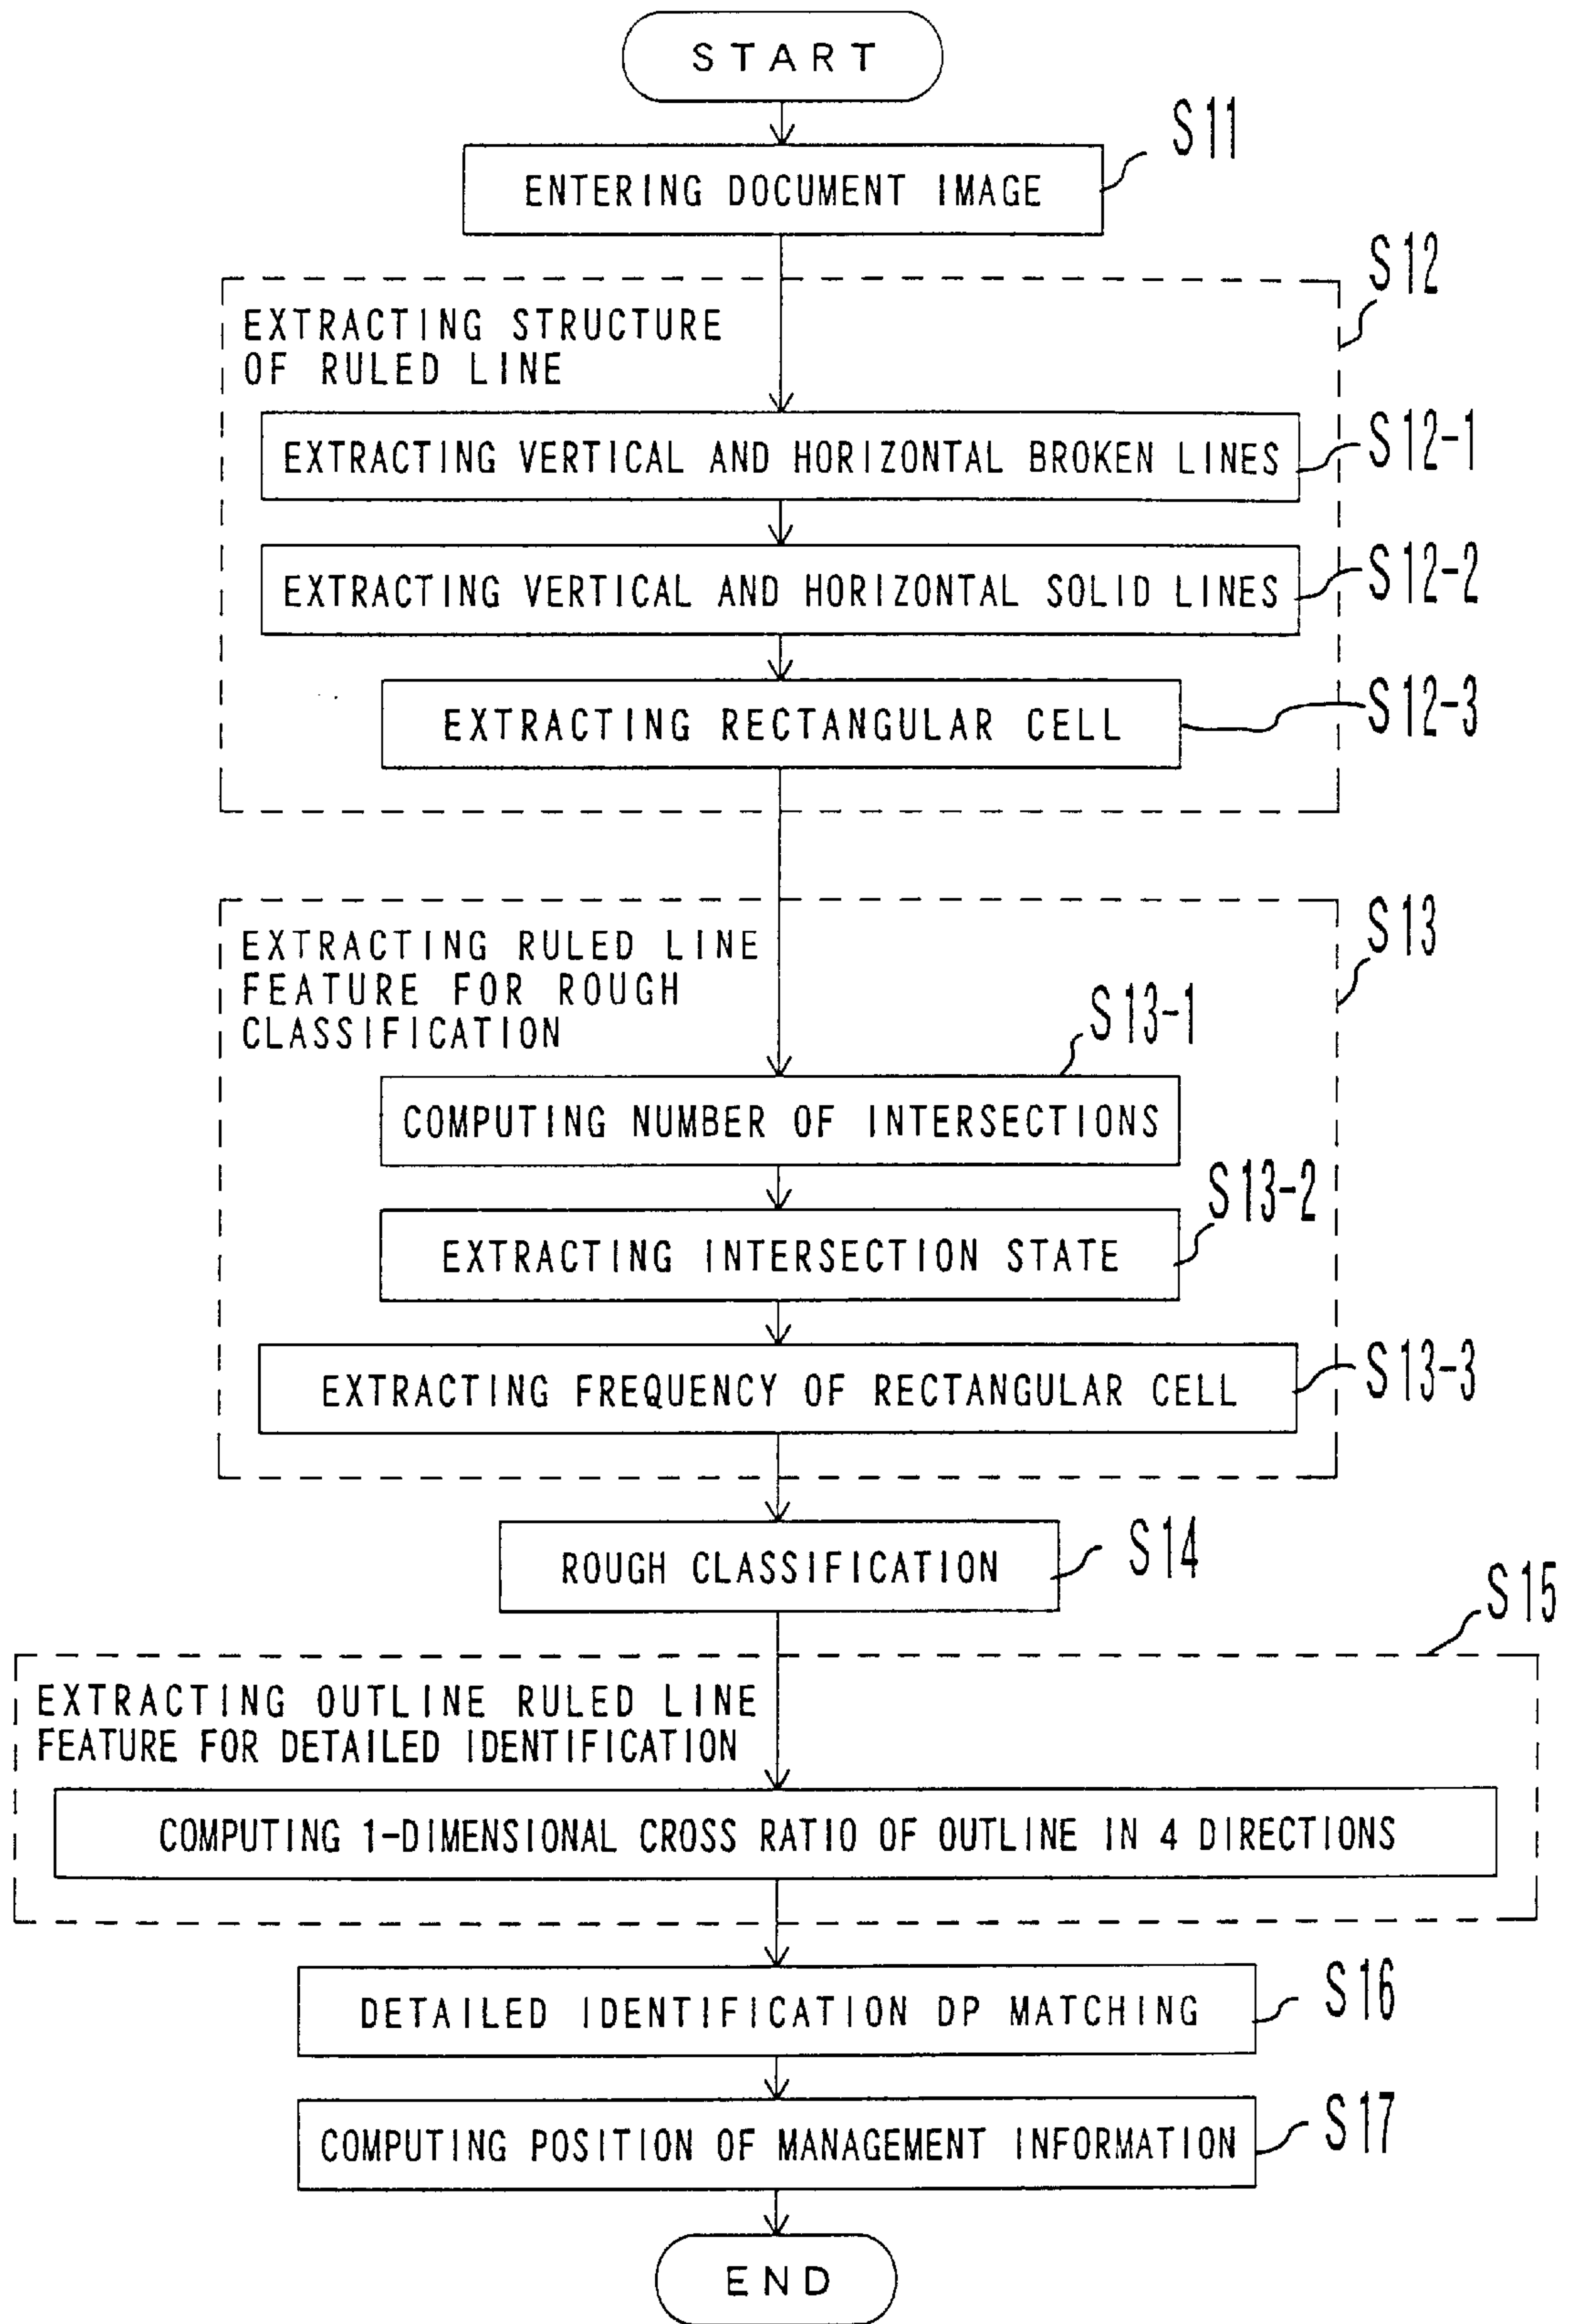 START
S11
ENTERING DOCUMENT IMAGE
S12
EXTRACTING STRUCTURE
OF RULED LINE
EXTRACTING VERTICAL AND HORIZONTAL BROKEN LINES
S12-1
EXTRACTING VERTICAL AND HORIZONTAL SOLID LINES
S12-2
EXTRACTING RECTANGULAR CELL
S12-3
S13
EXTRACTING RULED LINE
FEATURE FOR ROUGH
CLASSIFICATION
S13-1
COMPUTING NUMBER OF INTERSECTIONS
S13-2
EXTRACTING INTERSECTION STATE
EXTRACTING FREQUENCY OF RECTANGULAR CELL
S13-3
ROUGH CLASSIFICATION
S14
S15
EXTRACTING OUTLINE RULED LINE
FEATURE FOR DETAILED IDENTIFICATION
COMPUTING 1-DIMENSIONAL CROSS RATIO OF OUTLINE IN 4 DIRECTIONS
DETAILED IDENTIFICATION DP MATCHING
S16
COMPUTING POSITION OF MANAGEMENT INFORMATION
S17
END